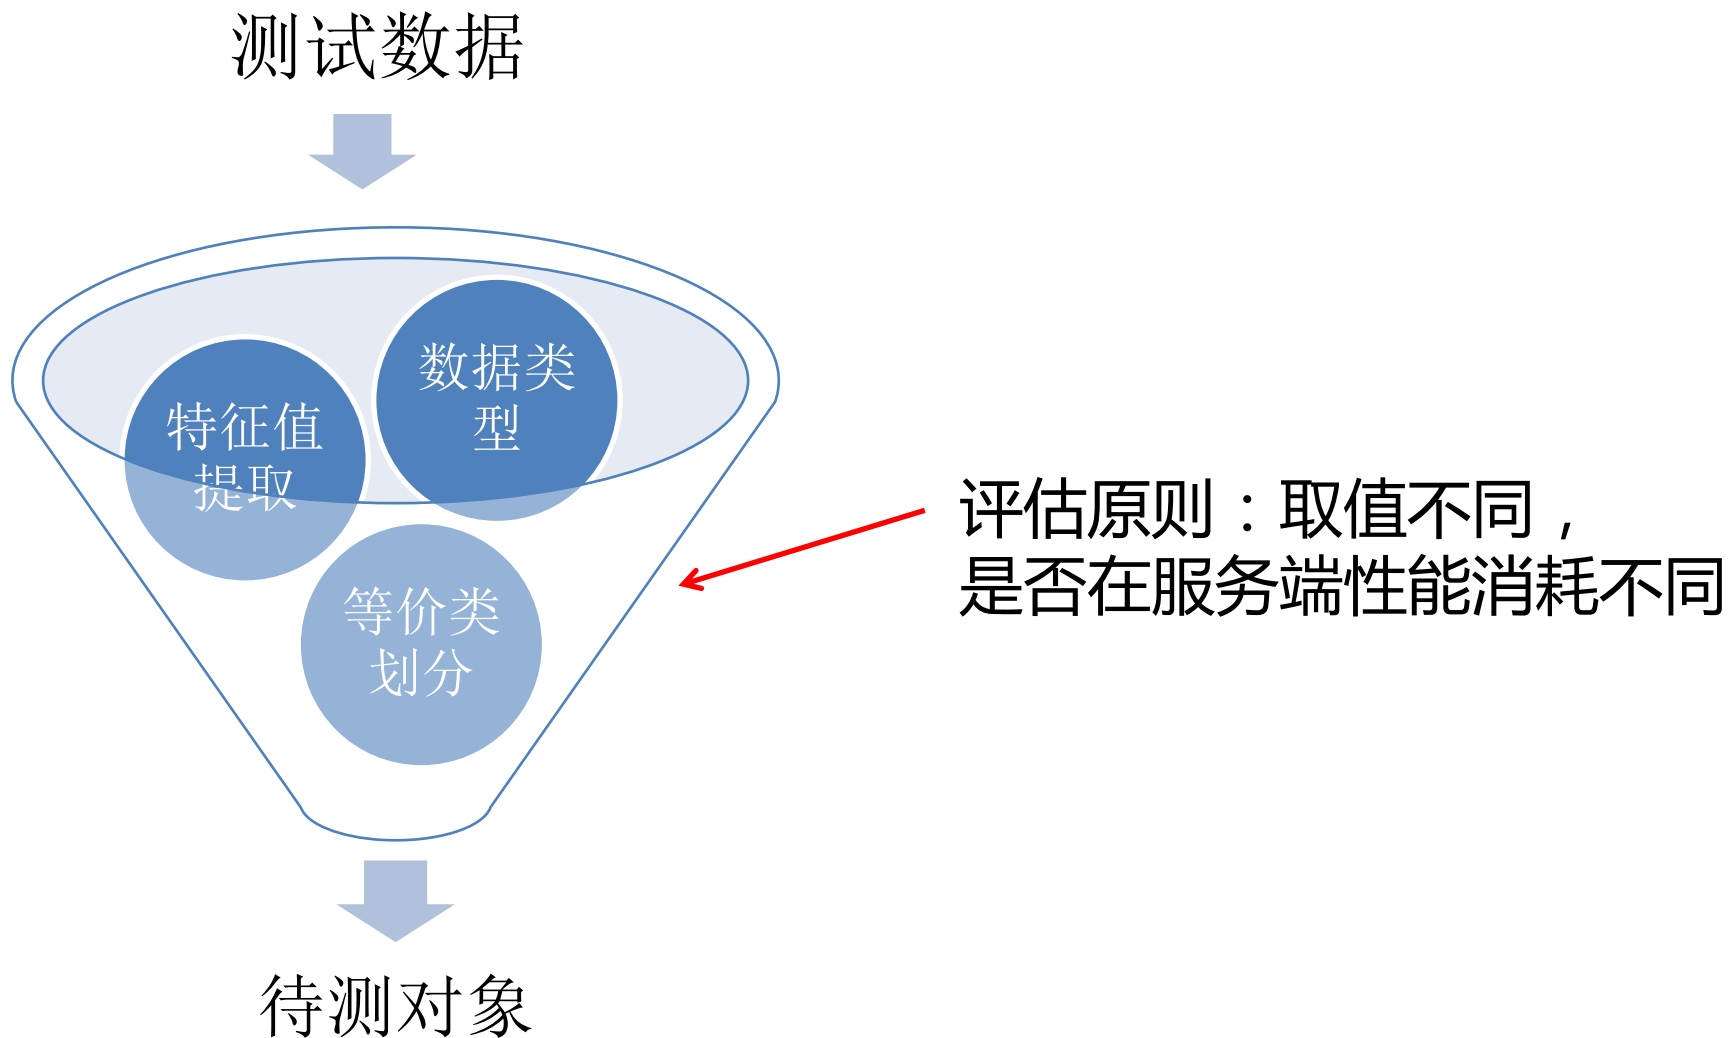 测试数据
数据类
型
特征值
提取
等价类
划分
评估原则：取值不同，
是否在服务端性能消耗不同
待测对象